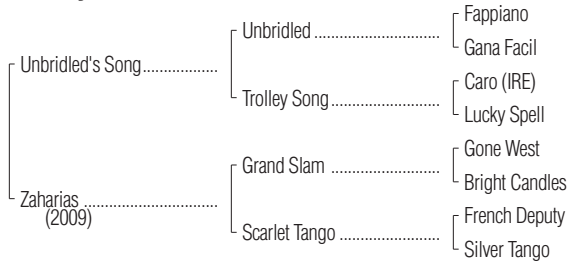 Fappiano
Unbridled ....................
Gana Facil
Unbridled's Song..................
Caro (IRE)
Trolley Song..................
Lucky Spell
Gone West
Grand Slam ..................
Bright Candles
Zaharias ..........................
(2009)
French Deputy
Scarlet Tango ...................
Silver Tango